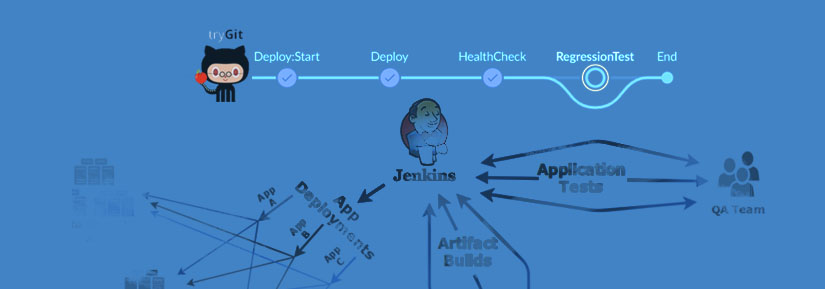 tryGit
Deploy:Start
Deploy
HealthCheck
RegressionTest
End
Jenkins
Application
Tests
QA Team
App
Deployments
App
A
App
B
App
C
Artifact
Builds